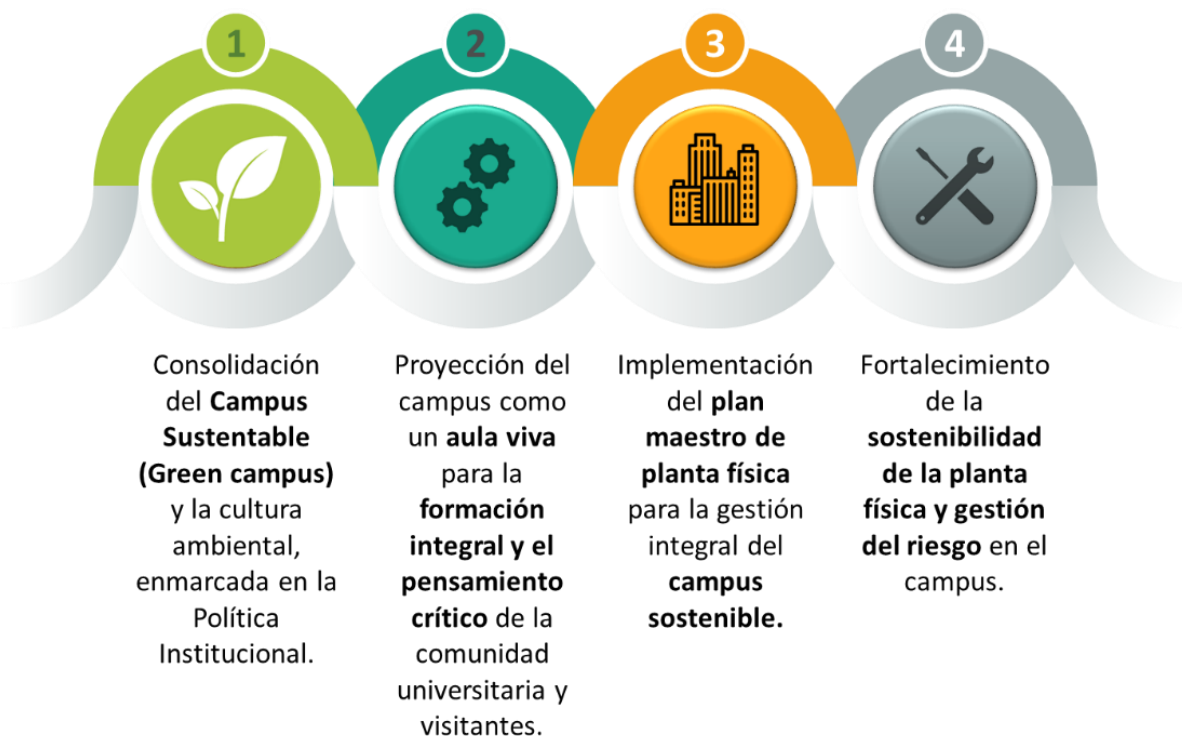 1
Consolidación
del Campus
Sustentable
(Green campus)
y la cultura
ambiental,
enmarcada en la
Política
Institucional.
2
Proyección del
campus como
un aula viva
para la
formación
integral y el
pensamiento
crítico de la
comunidad
universitaria y
visitantes.
3
Implementación
del plan
maestro de
planta física
para la gestión
integral del
campus
sostenible.
4
Fortalecimiento
de la
sostenibilidad
de la planta
física y gestión
del riesgo en el
campus.